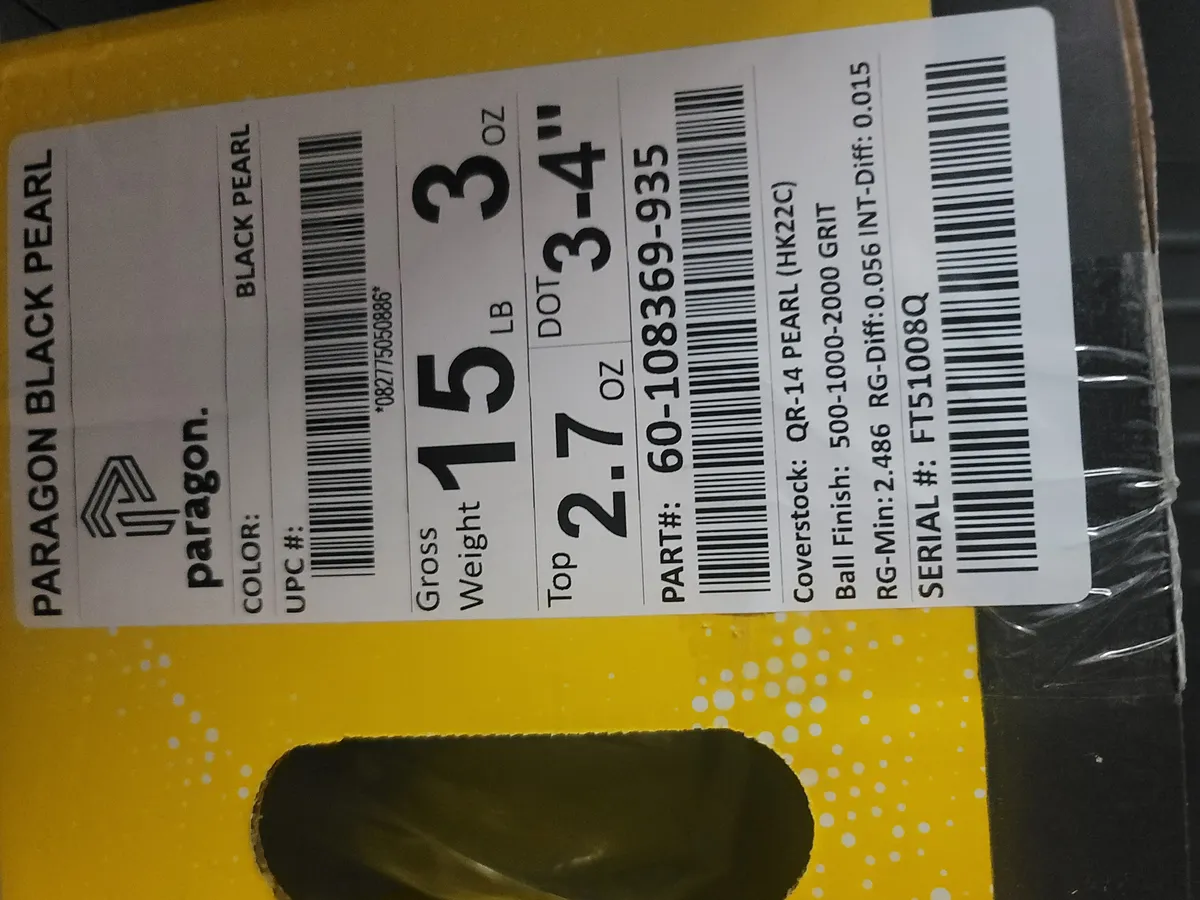 PARAGON BLACK PEARL
paragon.
COLOR: BLACK PEARL
UPC #:
*082775050886*
Gross Weight 15 LB 3 OZ
Top 2.7 OZ DOT 3-4"
PART#: 60-108369-935
Coverstock: QR-14 PEARL (HK22C)
Ball Finish: 500-1000-2000 GRIT
RG-Min: 2.486 RG-Diff:0.056 INT-Diff: 0.015
SERIAL #: FT51008Q